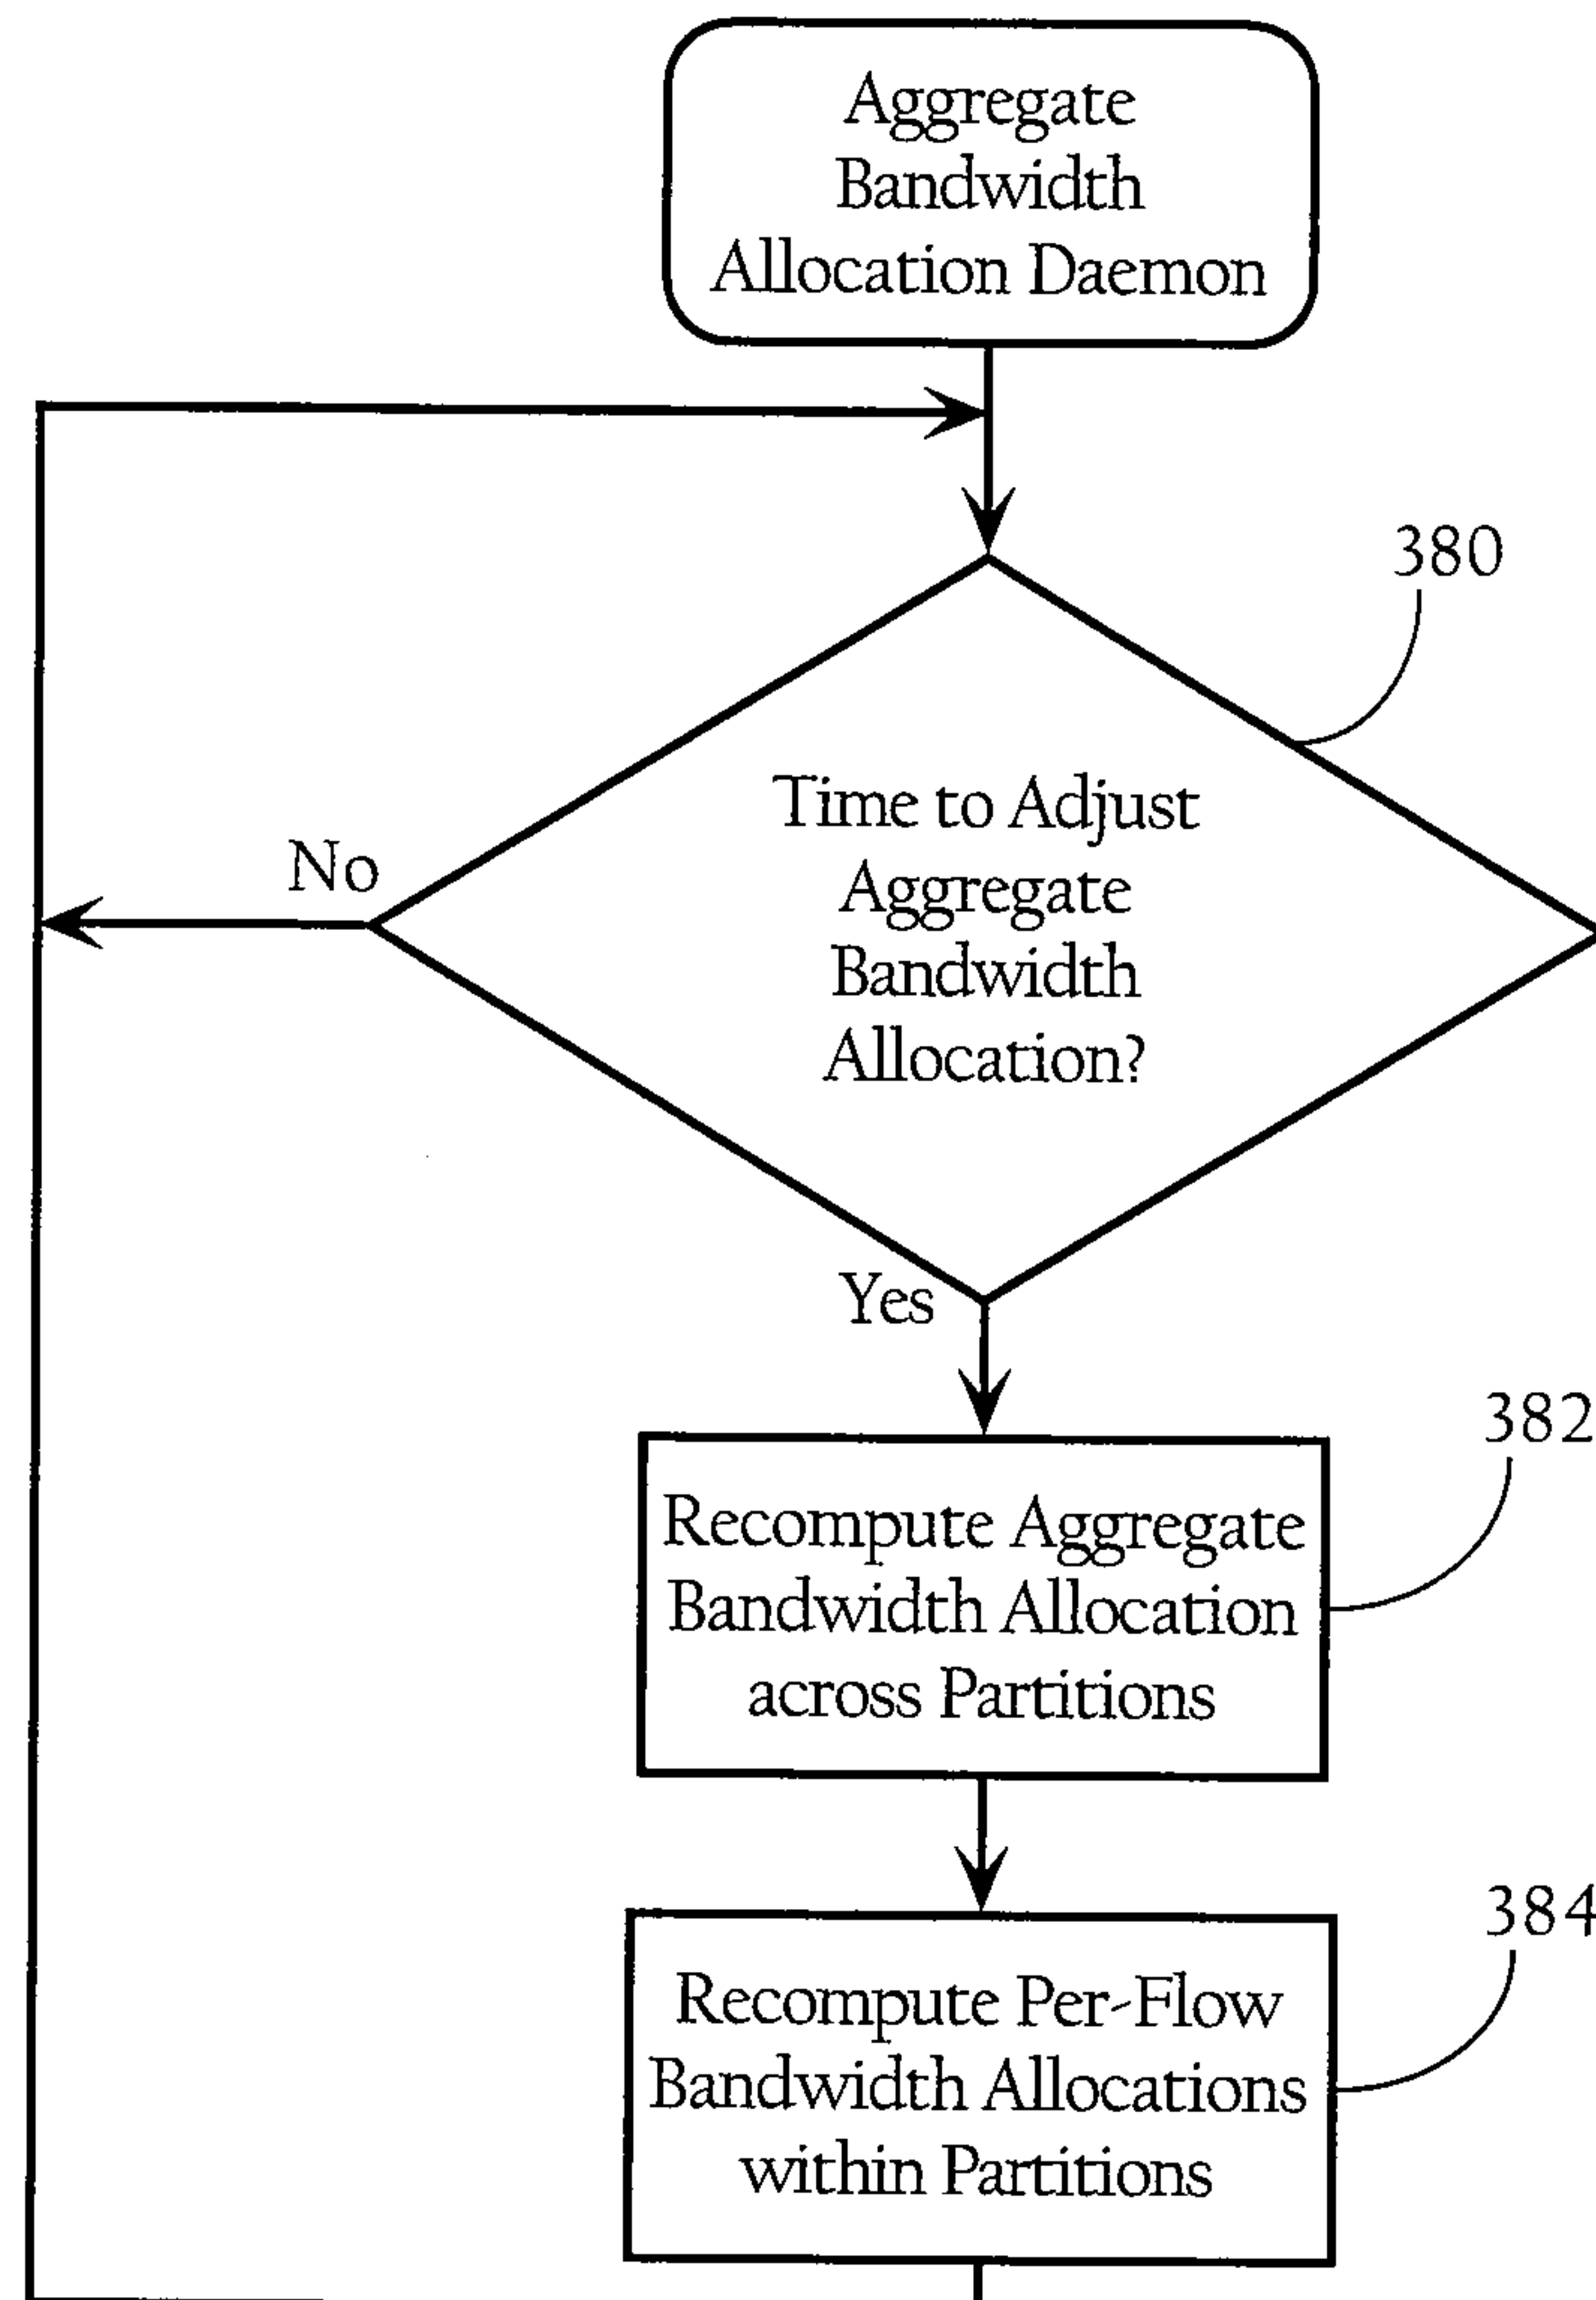 Aggregate
Bandwidth
Allocation Daemon
380
Time to Adjust
Aggregate
Bandwidth
Allocation?
No
Yes
382
Recompute Aggregate
Bandwidth Allocation
across Partitions
384
Recompute Per-Flow
Bandwidth Allocations
within Partitions